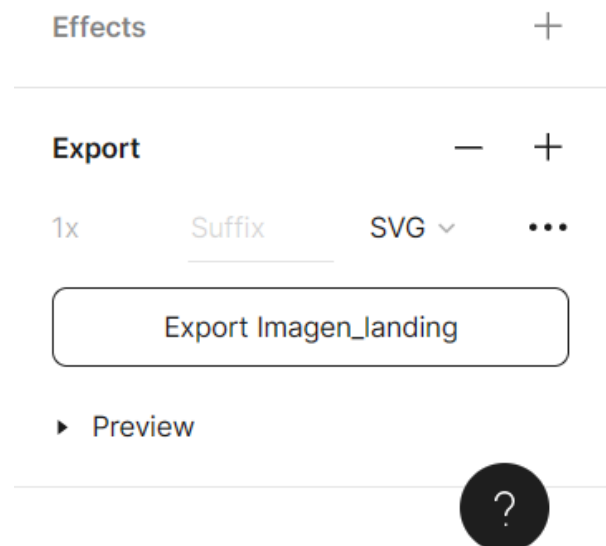 Effects
Export
1x Suffix SVG
Export Imagen_landing
Preview
?